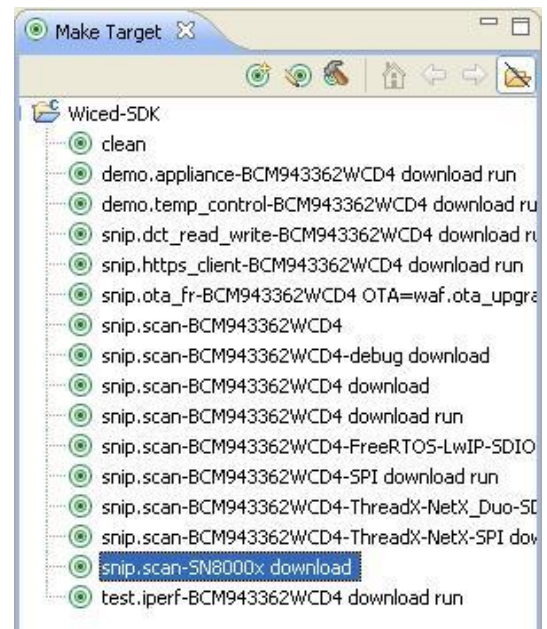 Make Target
Wiced-SDK
clean
demo.appliance-BCM943362WCD4 download run
demo.temp_control-BCM943362WCD4 download ru
snip.dct_read_write-BCM943362WCD4 download ru
snip.https_client-BCM943362WCD4 download run
snip.ota_fr-BCM943362WCD4 OTA=waf.ota_upgra
snip.scan-BCM943362WCD4
snip.scan-BCM943362WCD4-debug download
snip.scan-BCM943362WCD4 download
snip.scan-BCM943362WCD4 download run
snip.scan-BCM943362WCD4-FreeRTOS-LwIP-SDIO
snip.scan-BCM943362WCD4-SPI download run
snip.scan-BCM943362WCD4-ThreadX-NetX_Duo-SD
snip.scan-BCM943362WCD4-ThreadX-NetX-SPI dow
snip.scan-SN8000x download
test.iperf-BCM943362WCD4 download run